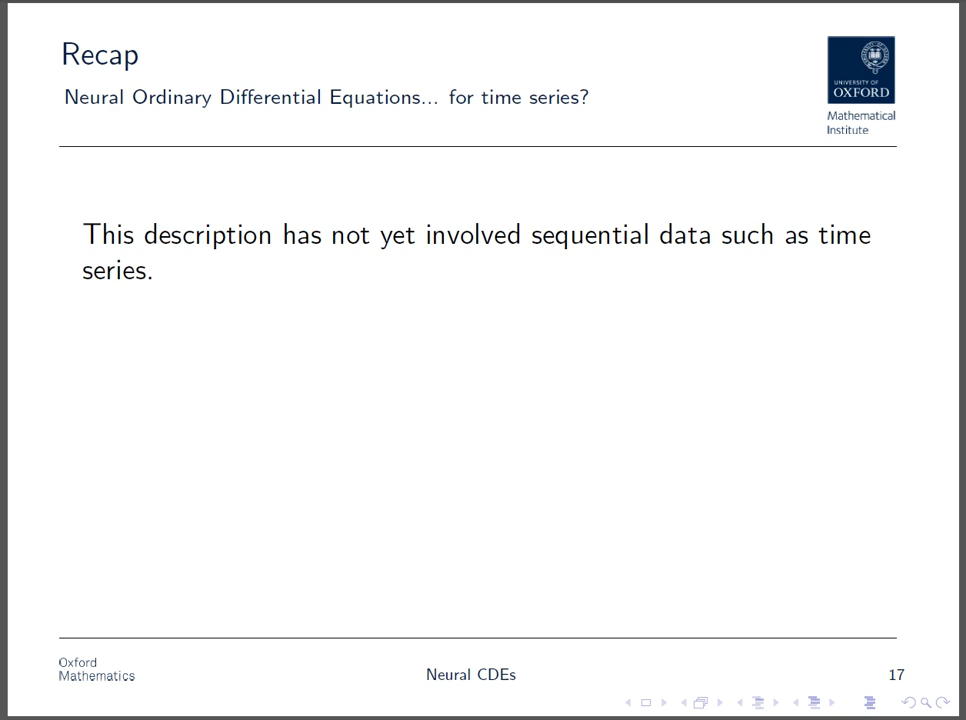 Recap
Neural Ordinary Differential Equations... for time series?
UNIVERSITY OF
OXFORD
Mathematical
Institute
This description has not yet involved sequential data such as time
series.
Oxford
Mathematics
Neural CDEs
17